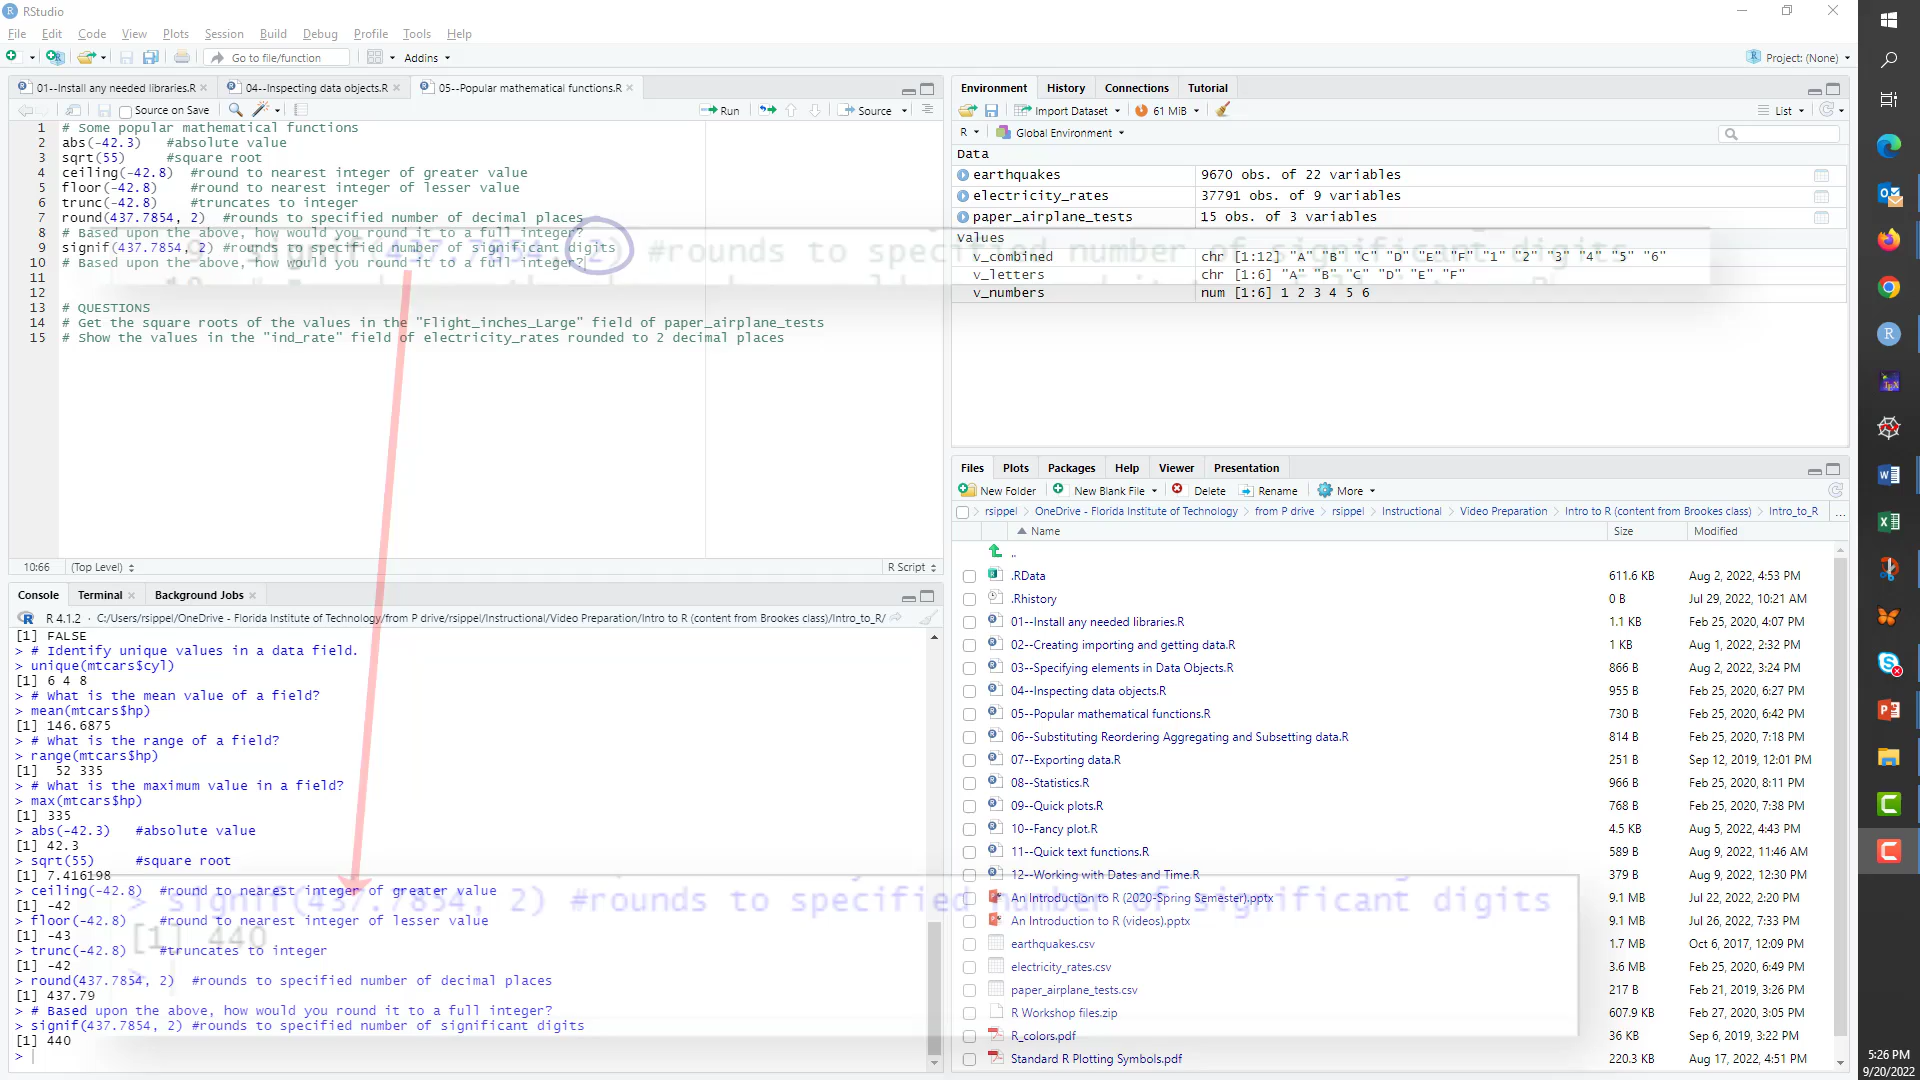 RStudio
File Edit Code View Plots Session Build Debug Profile Tools Help
Go to file/function Addins Project: (None)
01--Install any needed libraries.R 04--Inspecting data objects.R 05--Popular mathematical functions.R
Source on Save Run Source
1 # Some popular mathematical functions
2 abs(-42.3) #absolute value
3 sqrt(55) #square root
4 ceiling(-42.8) #round to nearest integer of greater value
5 floor(-42.8) #round to nearest integer of lesser value
6 trunc(-42.8) #truncates to integer
7 round(437.7854, 2) #rounds to specified number of decimal places
8 # Based upon the above, how would you round it to a full integer?
9 signif(437.7854, 2) #rounds to specified number of significant digits
10 # Based upon the above, how would you round it to a full integer?
11
12
13 # QUESTIONS
14 # Get the square roots of the values in the "Flight_inches_Large" field of paper_airplane_tests
15 # Show the values in the "ind_rate" field of electricity_rates rounded to 2 decimal places
9 signif(437.7854, 2) #rounds to specified number of significant digits
10:66 (Top Level) R Script
Console Terminal Background Jobs
R 4.1.2 · C:/Users/rsippel/OneDrive - Florida Institute of Technology/from P drive/rsippel/Instructional/Video Preparation/Intro to R (content from Brookes class)/Intro_to_R/
[1] FALSE
> # Identify unique values in a data field.
> unique(mtcars$cyl)
[1] 6 4 8
> # What is the mean value of a field?
> mean(mtcars$hp)
[1] 146.6875
> # What is the range of a field?
> range(mtcars$hp)
[1] 52 335
> # What is the maximum value in a field?
> max(mtcars$hp)
[1] 335
> abs(-42.3) #absolute value
[1] 42.3
> sqrt(55) #square root
[1] 7.416198
> ceiling(-42.8) #round to nearest integer of greater value
[1] -42
> floor(-42.8) #round to nearest integer of lesser value
[1] -43
> trunc(-42.8) #truncates to integer
[1] -42
> round(437.7854, 2) #rounds to specified number of decimal places
[1] 437.79
> # Based upon the above, how would you round it to a full integer?
> signif(437.7854, 2) #rounds to specified number of significant digits
[1] 440
>
> signif(437.7854, 2) #rounds to specified number of significant digits
[1] 440
>
Environment History Connections Tutorial
Import Dataset 61 MiB List
R Global Environment
Data
earthquakes 9670 obs. of 22 variables
electricity_rates 37791 obs. of 9 variables
paper_airplane_tests 15 obs. of 3 variables
Values
v_combined chr [1:12] "A" "B" "C" "D" "E" "F" "1" "2" "3" "4" "5" "6"
v_letters chr [1:6] "A" "B" "C" "D" "E" "F"
v_numbers num [1:6] 1 2 3 4 5 6
Files Plots Packages Help Viewer Presentation
New Folder New Blank File Delete Rename More
rsippel OneDrive - Florida Institute of Technology from P drive rsippel Instructional Video Preparation Intro to R (content from Brookes class) Intro_to_R ...
Name Size Modified
..
.RData 611.6 KB Aug 2, 2022, 4:53 PM
.Rhistory 0 B Jul 29, 2022, 10:21 AM
01--Install any needed libraries.R 1.1 KB Feb 25, 2020, 4:07 PM
02--Creating importing and getting data.R 1 KB Aug 1, 2022, 2:32 PM
03--Specifying elements in Data Objects.R 866 B Aug 2, 2022, 3:24 PM
04--Inspecting data objects.R 955 B Feb 25, 2020, 6:27 PM
05--Popular mathematical functions.R 730 B Feb 25, 2020, 6:42 PM
06--Substituting Reordering Aggregating and Subsetting data.R 814 B Feb 25, 2020, 7:18 PM
07--Exporting data.R 251 B Sep 12, 2019, 12:01 PM
08--Statistics.R 966 B Feb 25, 2020, 8:11 PM
09--Quick plots.R 768 B Feb 25, 2020, 7:38 PM
10--Fancy plot.R 4.5 KB Aug 5, 2022, 4:43 PM
11--Quick text functions.R 589 B Aug 9, 2022, 11:46 AM
12--Working with Dates and Time.R 379 B Aug 9, 2022, 12:30 PM
An Introduction to R (2020-Spring Semester).pptx 9.1 MB Jul 22, 2022, 2:20 PM
An Introduction to R (videos).pptx 9.1 MB Jul 26, 2022, 7:33 PM
earthquakes.csv 1.7 MB Oct 6, 2017, 12:09 PM
electricity_rates.csv 3.6 MB Feb 25, 2020, 6:49 PM
paper_airplane_tests.csv 217 B Feb 21, 2019, 3:26 PM
R Workshop files.zip 607.9 KB Feb 27, 2020, 3:05 PM
R_colors.pdf 36 KB Sep 6, 2019, 3:22 PM
Standard R Plotting Symbols.pdf 220.3 KB Aug 17, 2022, 4:51 PM
5:26 PM
9/20/2022